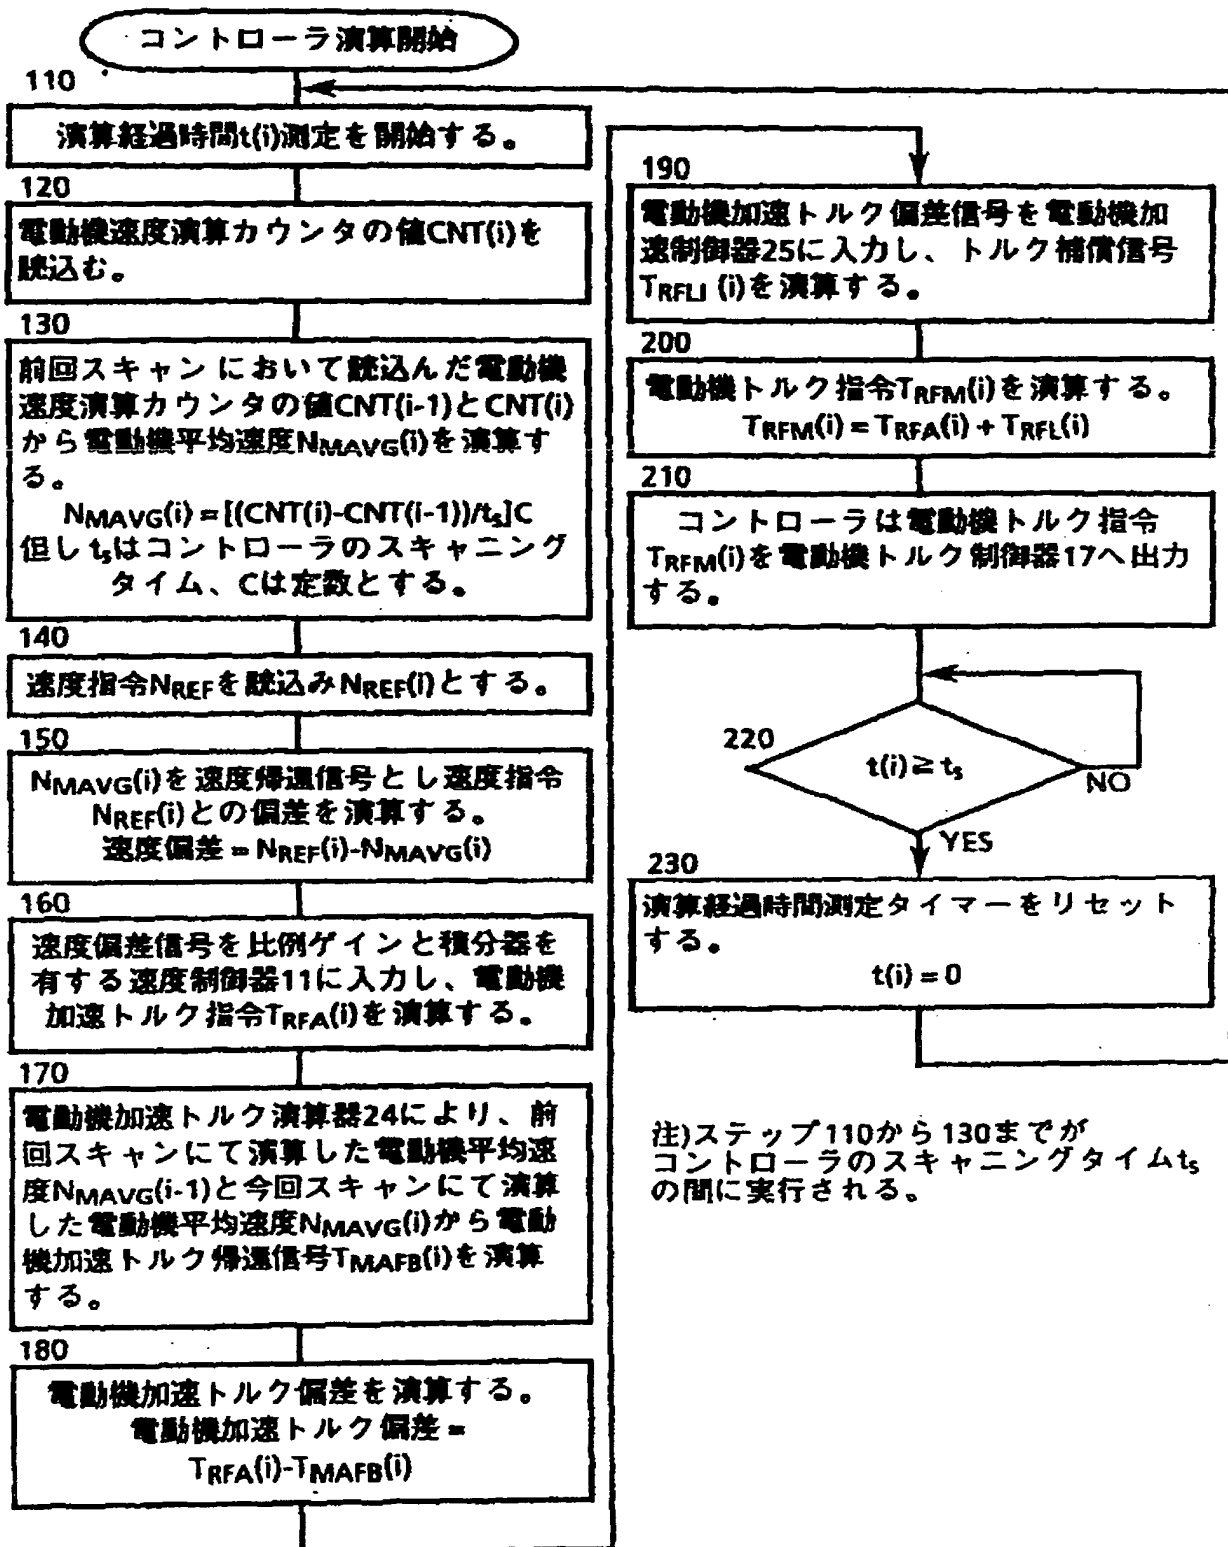 コントローラ演算開始
110
演算経過時間t(i)測定を開始する。
120
電動機速度演算カウンタの値CNT(i)を
読込む。
130
前回スキャンにおいて読込んだ電動機
速度演算カウンタの値CNT(i-1)とCNT(i)
から電動機平均速度NMAVG(i)を演算す
る。
NMAVG(i)=[(CNT(i)-CNT(i-1))/ts]C
但しtsはコントローラのスキャニング
タイム、Cは定数とする。
140
速度指令NREFを読込みNREF(i)とする。
150
NMAVG(i)を速度帰還信号とし速度指令
NREF(i)との偏差を演算する。
速度偏差=NREF(i)-NMAVG(i)
160
速度偏差信号を比例ゲインと積分器を
有する速度制御器11に入力し、電動機
加速トルク指令TRFA(i)を演算する。
170
電動機加速トルク演算器24により、前
回スキャンにて演算した電動機平均速
度NMAVG(i-1)と今回スキャンにて演算
した電動機平均速度NMAVG(i)から電動
機加速トルク帰還信号TMAFB(i)を演算
する。
180
電動機加速トルク偏差を演算する。
電動機加速トルク偏差=
TRFA(i)-TMAFB(i)
190
電動機加速トルク偏差信号を電動機加
速制御器25に入力し、トルク補償信号
TRFLI(i)を演算する。
200
電動機トルク指令TRFM(i)を演算する。
TRFM(i)=TRFA(i)+TRFL(i)
210
コントローラは電動機トルク指令
TRFM(i)を電動機トルク制御器17へ出力
する。
220
t(i)≧ts
NO
YES
230
演算経過時間測定タイマーをリセット
する。
t(i)=0
注)ステップ110から130までが
コントローラのスキャニングタイムts
の間に実行される。